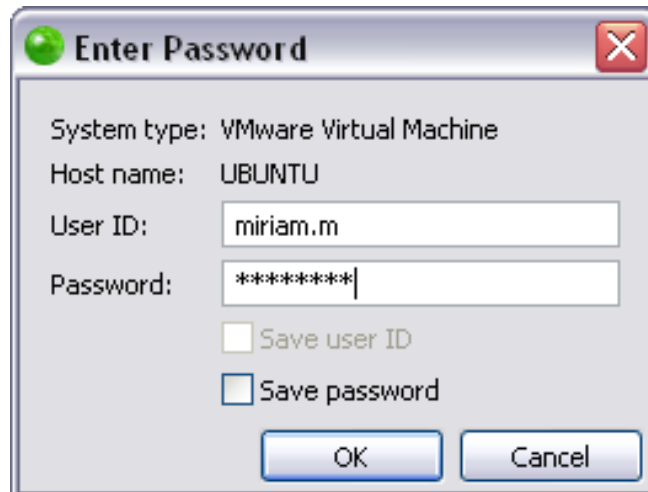 Enter Password
System type: VMware Virtual Machine
Host name: UBUNTU
User ID: miriam.m
Password: ********
Save user ID
Save password
OK Cancel